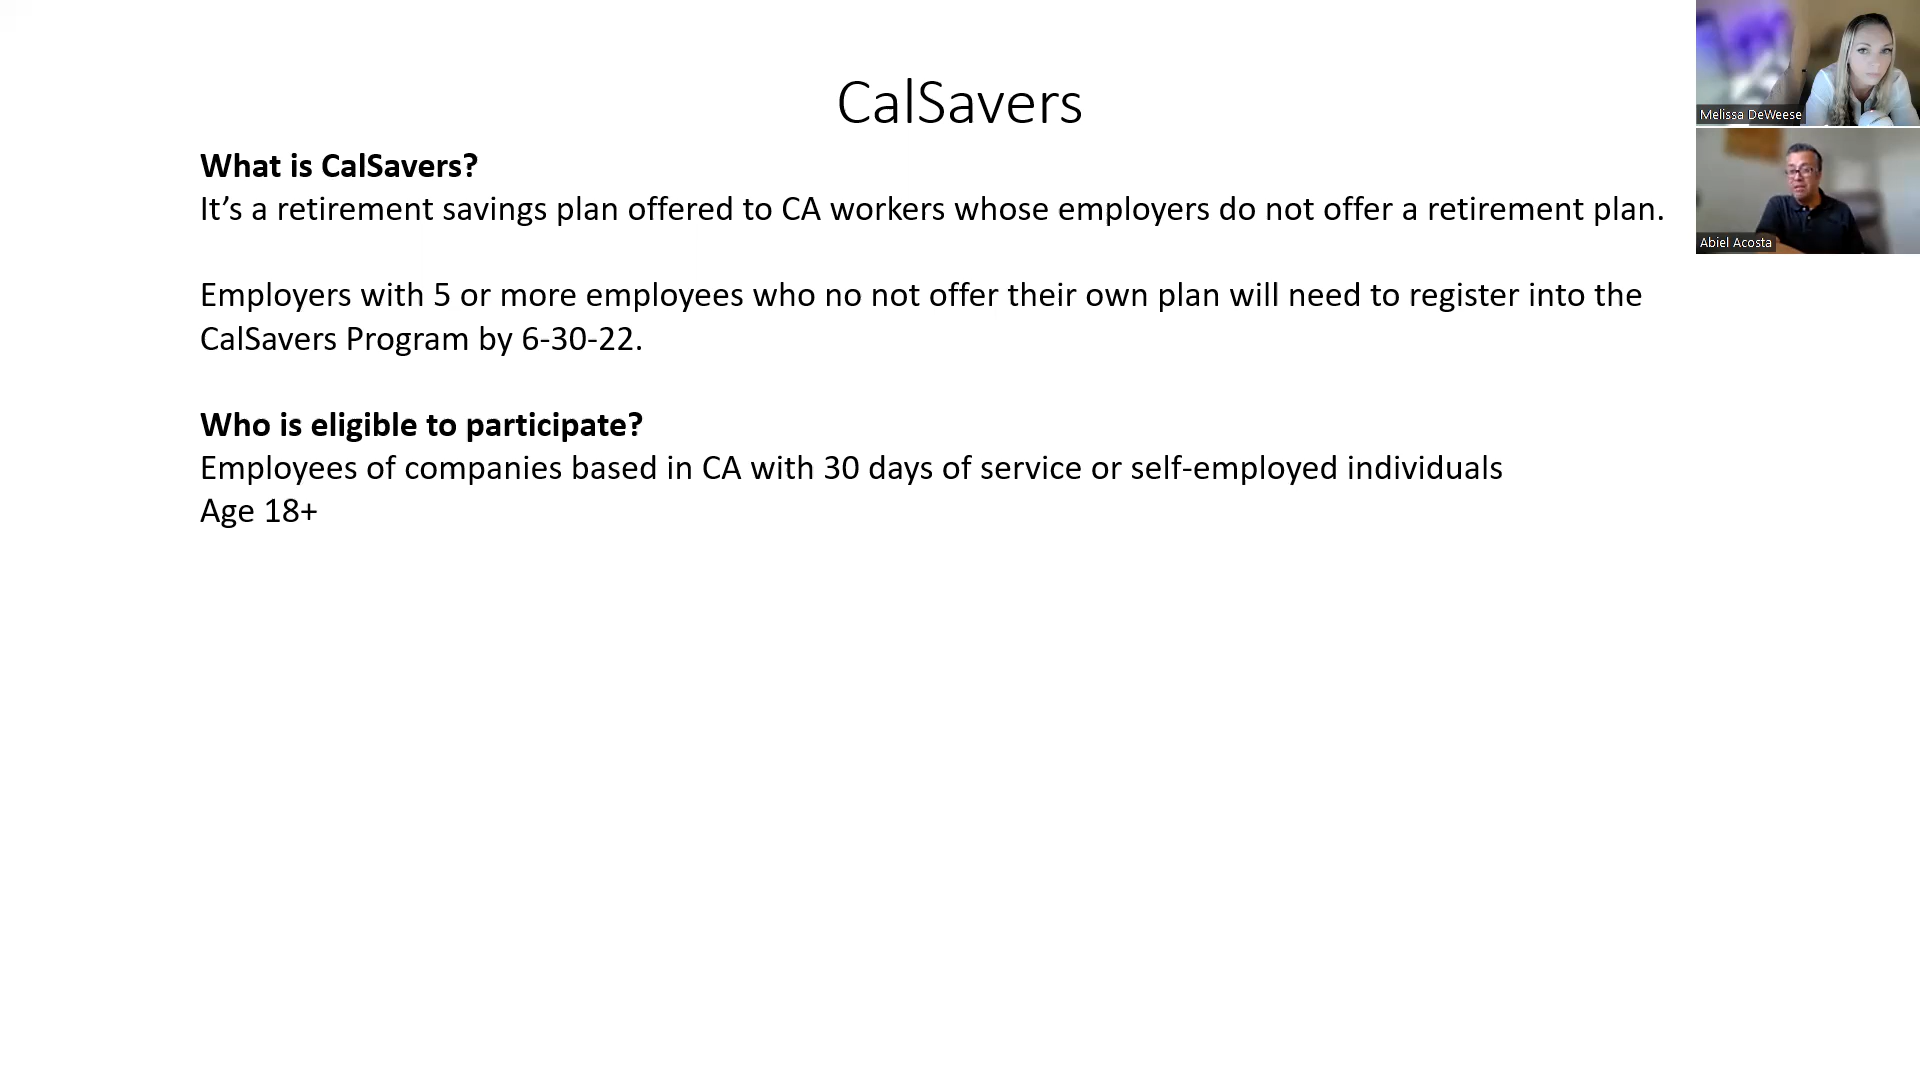 CalSavers
What is CalSavers?
It’s a retirement savings plan offered to CA workers whose employers do not offer a retirement plan.
Employers with 5 or more employees who no not offer their own plan will need to register into the
CalSavers Program by 6-30-22.
Who is eligible to participate?
Employees of companies based in CA with 30 days of service or self-employed individuals
Age 18+
Melissa DeWeese
Abiel Acosta